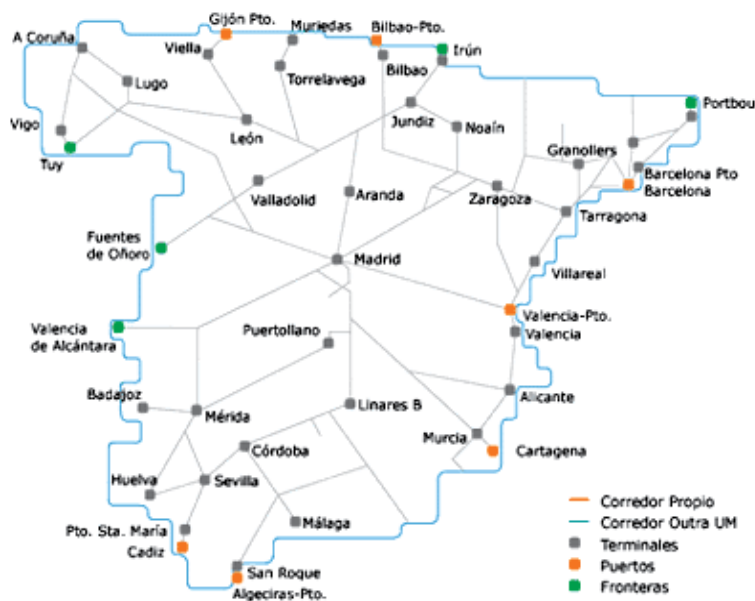 Gijón Pto.
Muriedas
Bilbao-Pto.
A Coruña
Viella
Irún
Bilbao
Lugo
Torrelavega
Portbou
Vigo
León
Jundiz
Noaín
Granollers
Tuy
Barcelona Pto
Barcelona
Valladolid
Aranda
Zaragoza
Tarragona
Fuentes
de Oñoro
Madrid
Villareal
Valencia
de Alcántara
Puertollano
Valencia-Pto.
Valencia
Badajoz
Mérida
Linares B
Alicante
Murcia
Cartagena
Córdoba
Huelva
Sevilla
Pto. Sta. María
Cadiz
Málaga
San Roque
Algeciras-Pto.
Corredor Propio
Corredor Outra UM
Terminales
Puertos
Fronteras